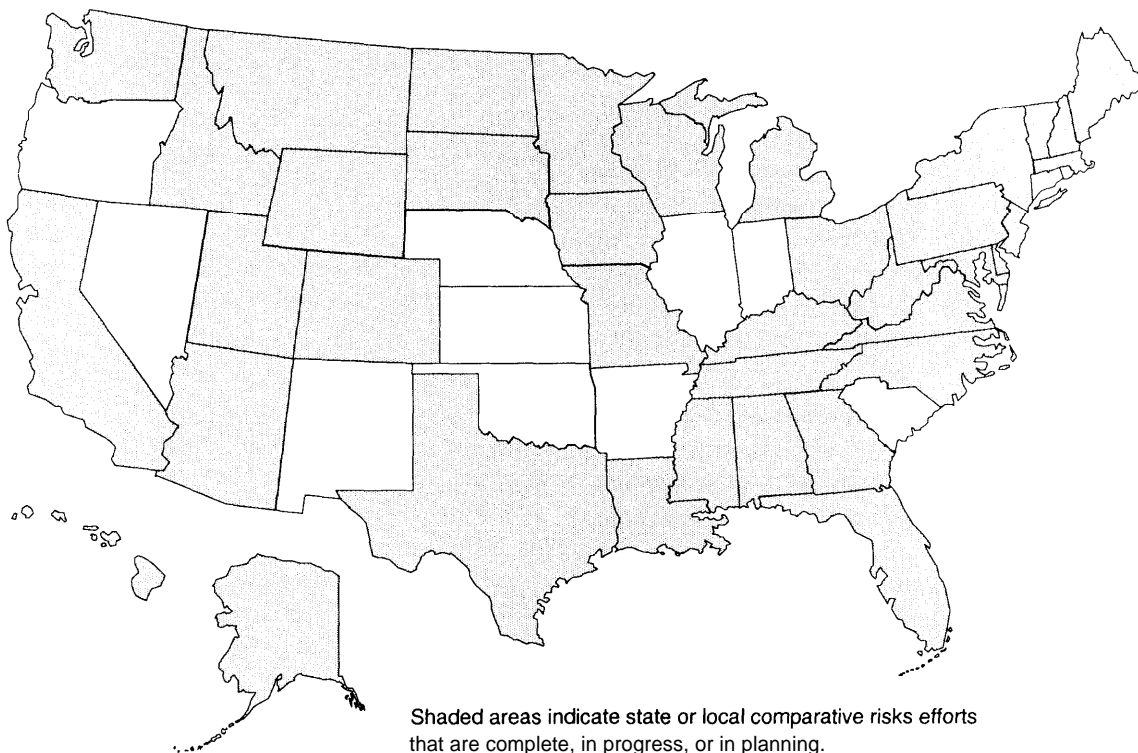 Shaded areas indicate state or local comparative risks efforts
that are complete, in progress, or in planning.